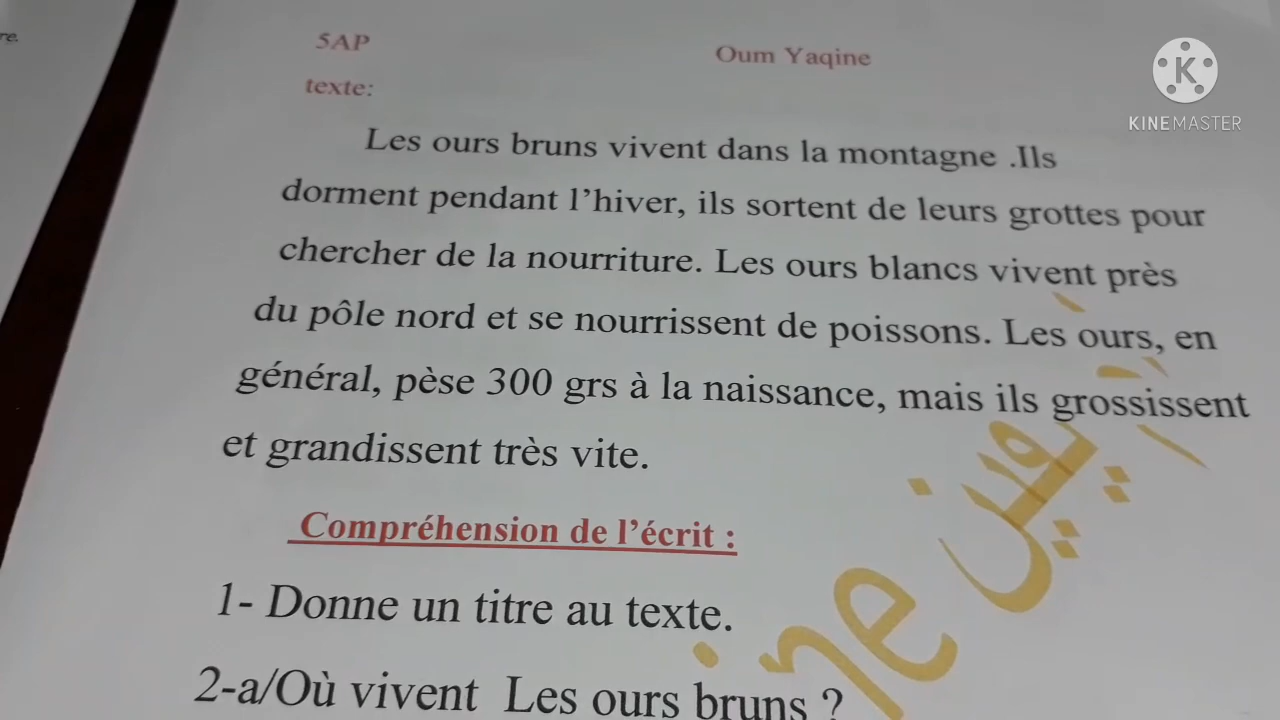 re.
5AP
Oum Yaqine
texte:
Les ours bruns vivent dans la montagne .Ils
dorment pendant l'hiver, ils sortent de leurs grottes pour
chercher de la nourriture. Les ours blancs vivent près
du pôle nord et se nourrissent de poissons. Les ours, en
général, pèse 300 grs à la naissance, mais ils grossissent
et grandissent très vite.
Compréhension de l'écrit :
1- Donne un titre au texte.
2-a/Où vivent Les ours bruns ?
KINEMASTER